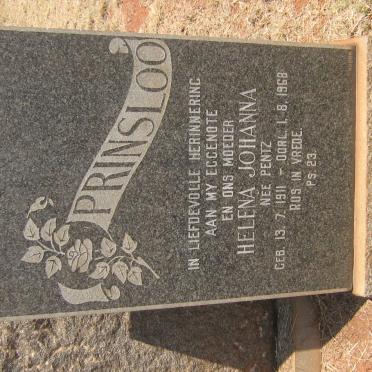 PRINSLOO
IN LIEFDEVOLLE HERINNERING
AAN MY EGGENOTE
EN ONS MOEDER
HELENA JOHANNA
NEE PENTZ
GEB. 13.7.1911 - OORL. 1.8.1968
RUS IN VREDE.
PS. 23.